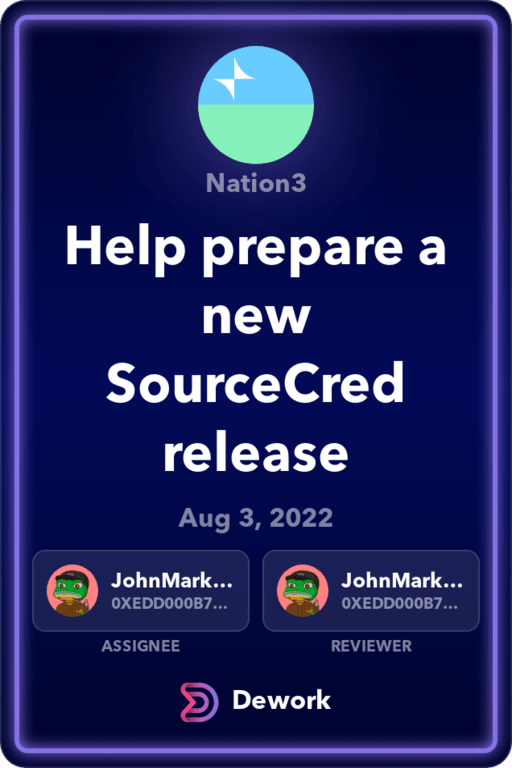 Nation3
Help prepare a
new
SourceCred
release
Aug 3, 2022
JohnMark...
0XEDD000B7...
ASSIGNEE
JohnMark...
0XEDD000B7...
REVIEWER
Dework